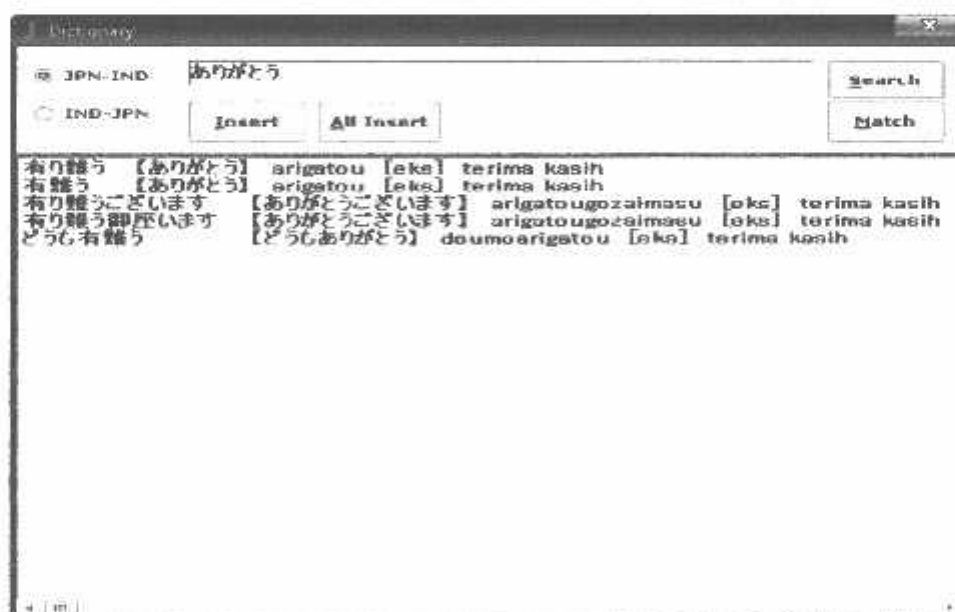 Dictionary
JPN-IND ありがとう Search
IND-JPN Insert All Insert Match
有り難う 【ありがとう】 arigatou [eks] terima kasih
有難う 【ありがとう】 arigatou [eks] terima kasih
有り難うございます 【ありがとうございます】 arigatougozaimasu [eks] terima kasih
有り難う御座います 【ありがとうございます】 arigatougozaimasu [eks] terima kasih
どうも有難う 【どうもありがとう】 doumoarigatou [eks] terima kasih